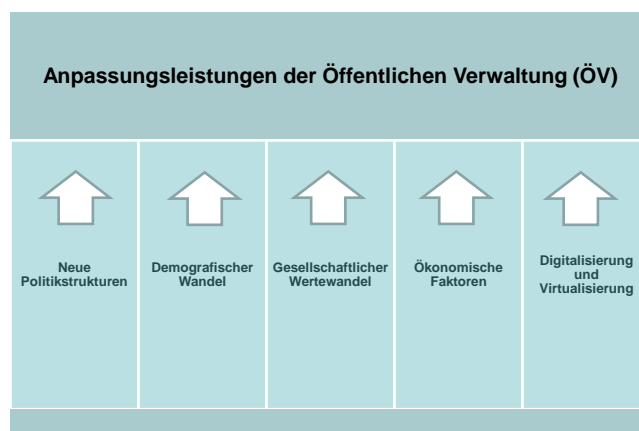 Anpassungsleistungen der Öffentlichen Verwaltung (ÖV)
Neue
Politikstrukturen
Demografischer
Wandel
Gesellschaftlicher
Wertewandel
Ökonomische
Faktoren
Digitalisierung
und
Virtualisierung